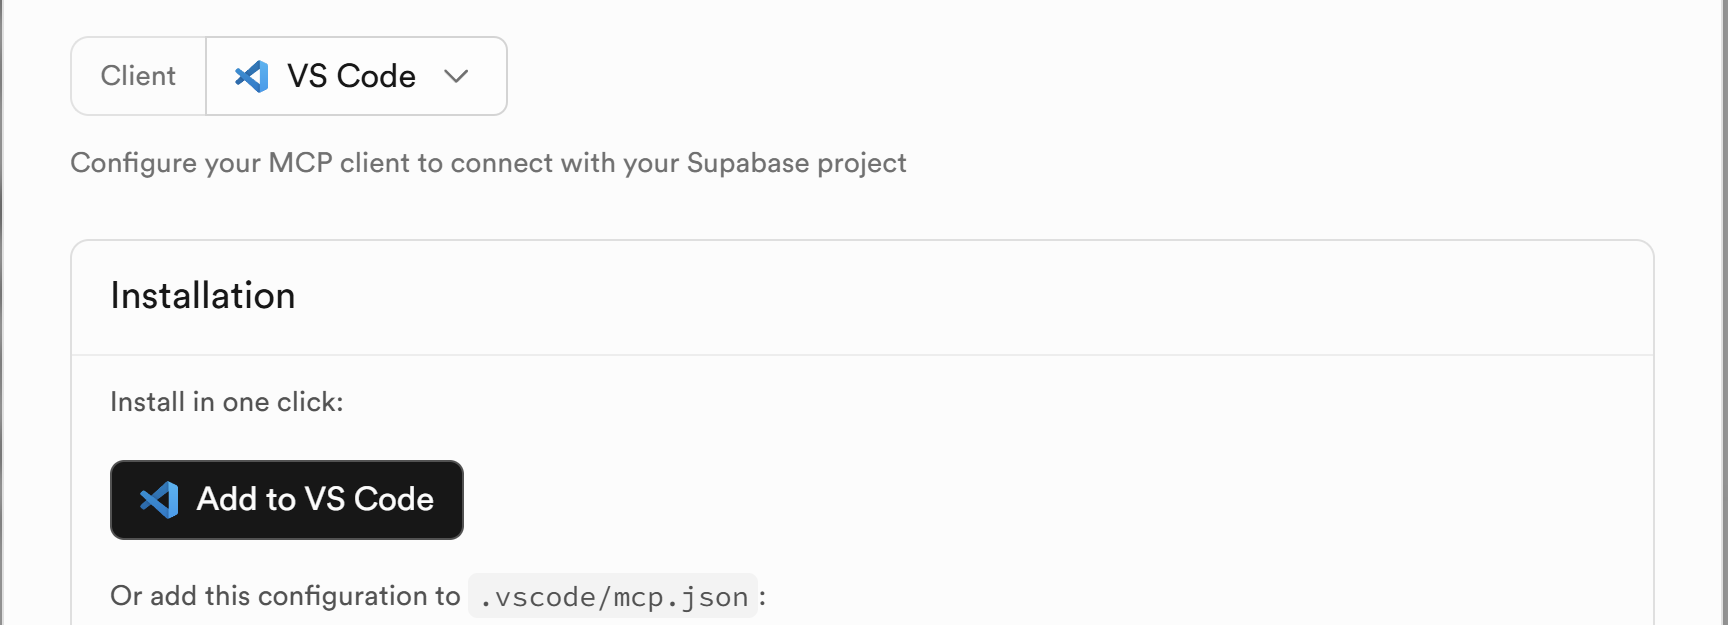 Client VS Code
Configure your MCP client to connect with your Supabase project
Installation
Install in one click:
Add to VS Code
Or add this configuration to .vscode/mcp.json: